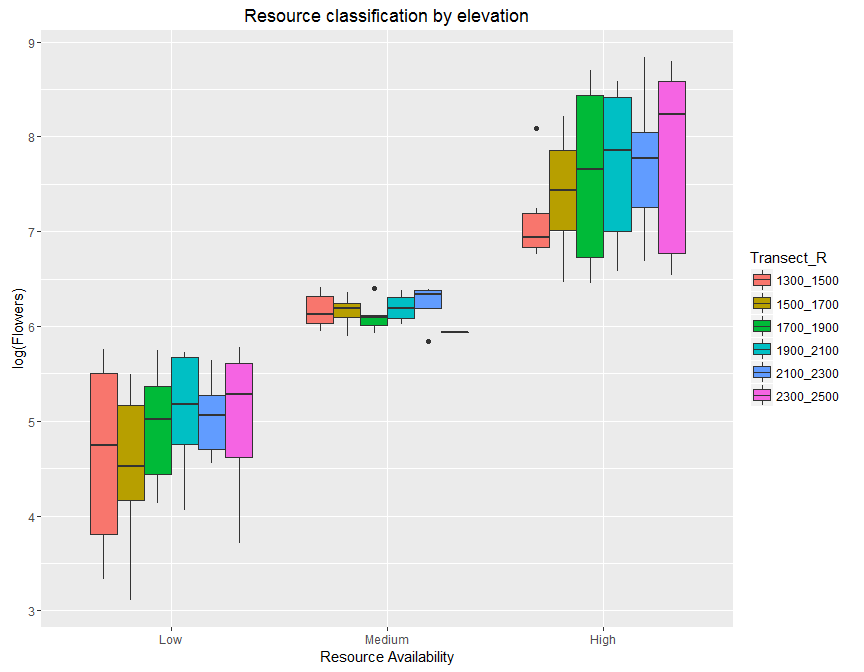 Resource classification by elevation
9
8
7
6
5
4
3
log(Flowers)
Low Medium High
Resource Availability
Transect_R
1300_1500
1500_1700
1700_1900
1900_2100
2100_2300
2300_2500